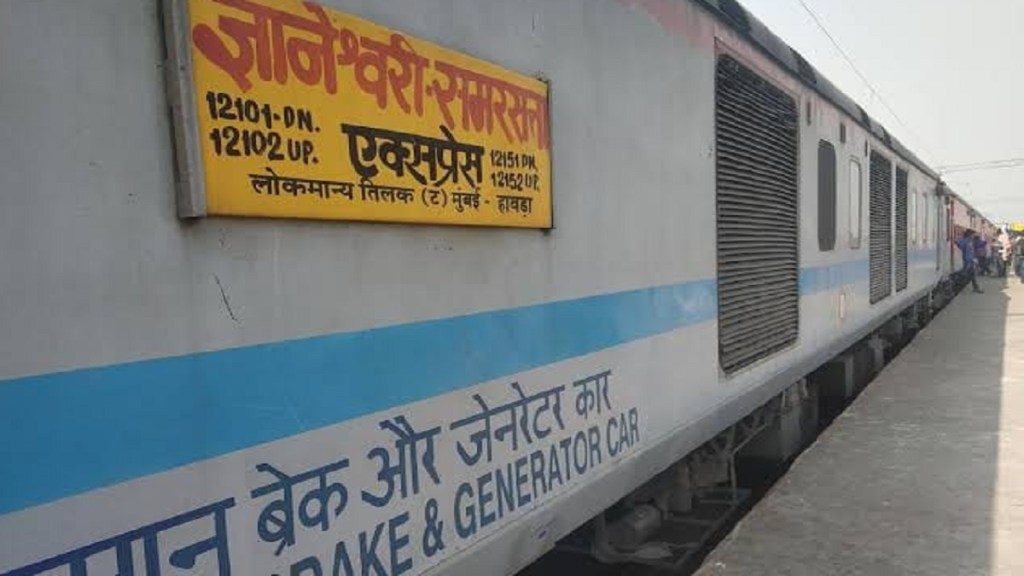 ज्ञानेश्वरी-समरसता
12101-DN.
12102 UP.
एक्सप्रेस
12151 DN.
12152 UP.
लोकमान्य तिलक (ट) मुंबई - हावड़ा
ब्रेक और जेनरेटर कार
& GENERATOR CAR